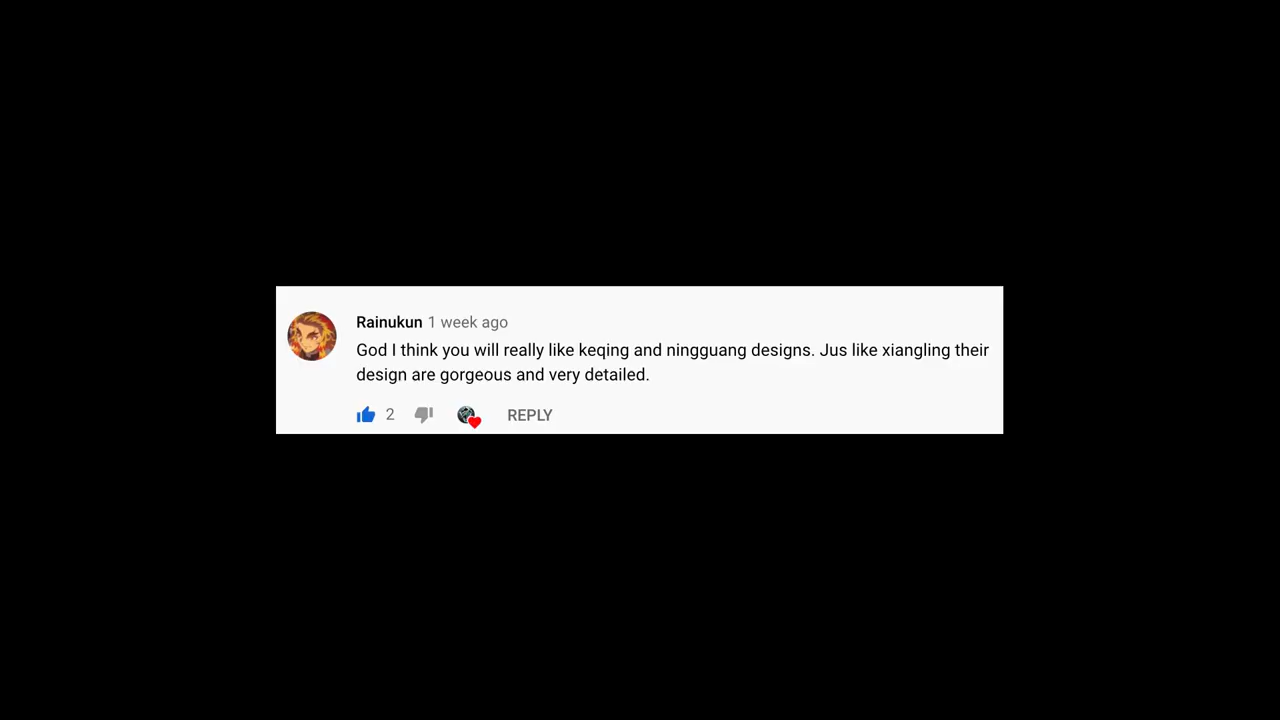 Rainukun 1 week ago
God I think you will really like keqing and ningguang designs. Jus like xiangling their
design are gorgeous and very detailed.
2 REPLY